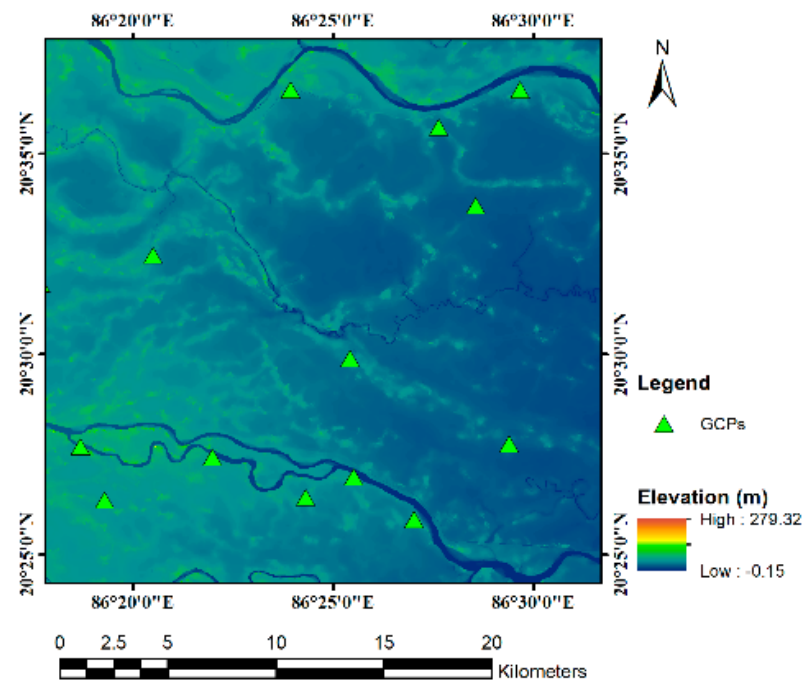 86°20'0"E 86°25'0"E 86°30'0"E
N
20°35'0"N 20°35'0"N
20°30'0"N 20°30'0"N
Legend
GCPs
Elevation (m)
High : 279.32
Low : -0.15
20°25'0"N 20°25'0"N
86°20'0"E 86°25'0"E 86°30'0"E
0 2.5 5 10 15 20
Kilometers